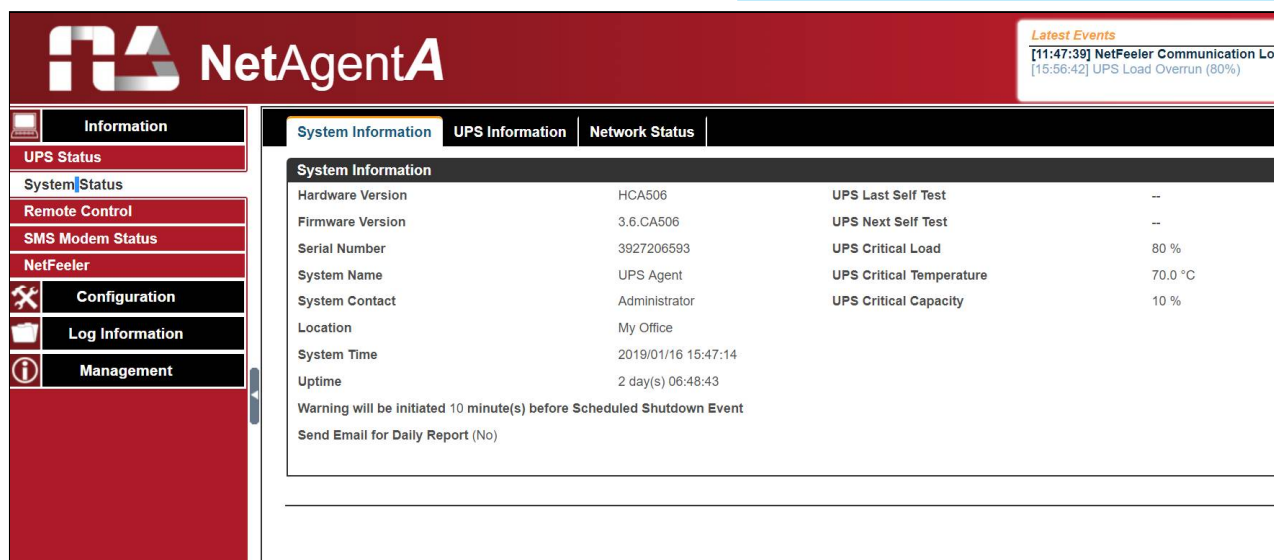 NetAgentA
Latest Events
[11:47:39] NetFeeler Communication Lo
[15:56:42] UPS Load Overrun (80%)
Information
UPS Status
System Status
Remote Control
SMS Modem Status
NetFeeler
Configuration
Log Information
Management
System Information UPS Information Network Status
System Information
Hardware Version HCA506 UPS Last Self Test --
Firmware Version 3.6.CA506 UPS Next Self Test --
Serial Number 3927206593 UPS Critical Load 80 %
System Name UPS Agent UPS Critical Temperature 70.0 °C
System Contact Administrator UPS Critical Capacity 10 %
Location My Office
System Time 2019/01/16 15:47:14
Uptime 2 day(s) 06:48:43
Warning will be initiated 10 minute(s) before Scheduled Shutdown Event
Send Email for Daily Report (No)